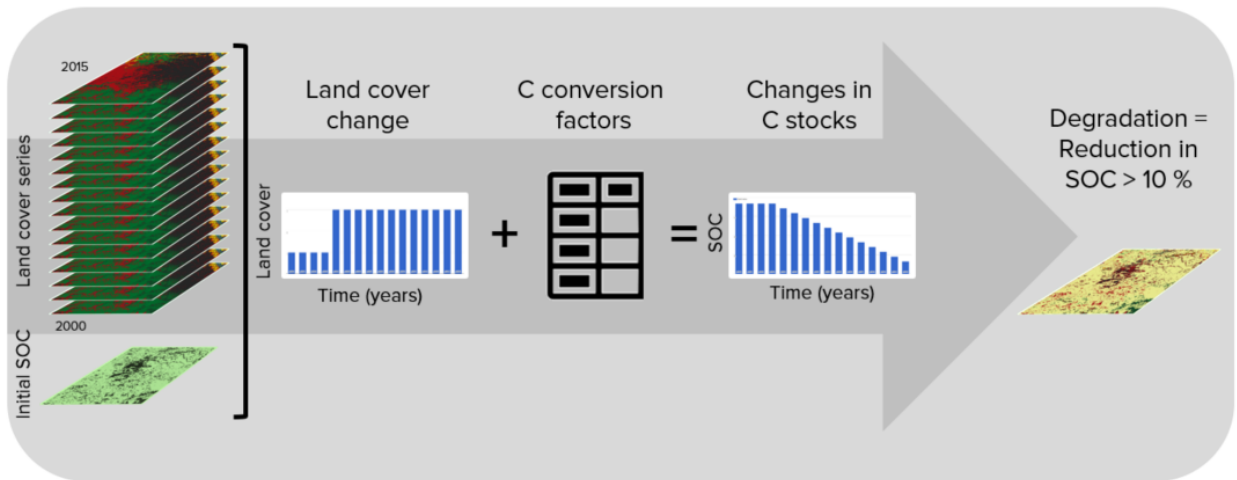 2015
Land cover series
2000
Initial SOC
Land cover
change
Land cover
Time (years)
+
C conversion
factors
=
Changes in
C stocks
SOC
Time (years)
Degradation =
Reduction in
SOC > 10 %